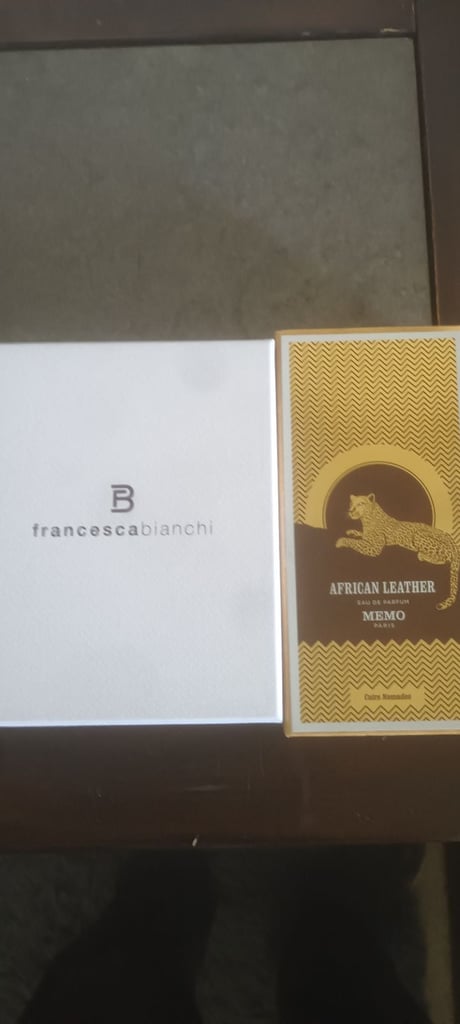 B
francescabianchi
AFRICAN LEATHER
EAU DE PARFUM
MEMO
PARIS
Cuirs Nomades